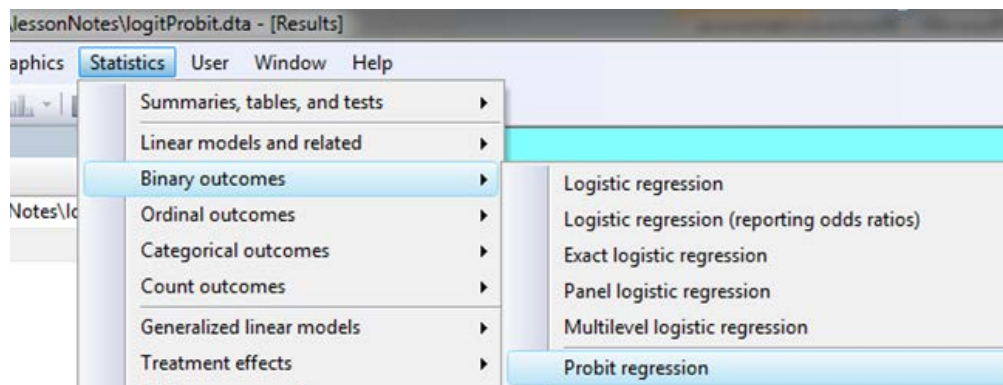 \lessonNotes\logitProbit.dta - [Results]
aphics Statistics User Window Help
Summaries, tables, and tests
Linear models and related
Binary outcomes
Notes\lo
Ordinal outcomes
Categorical outcomes
Count outcomes
Generalized linear models
Treatment effects
Logistic regression
Logistic regression (reporting odds ratios)
Exact logistic regression
Panel logistic regression
Multilevel logistic regression
Probit regression